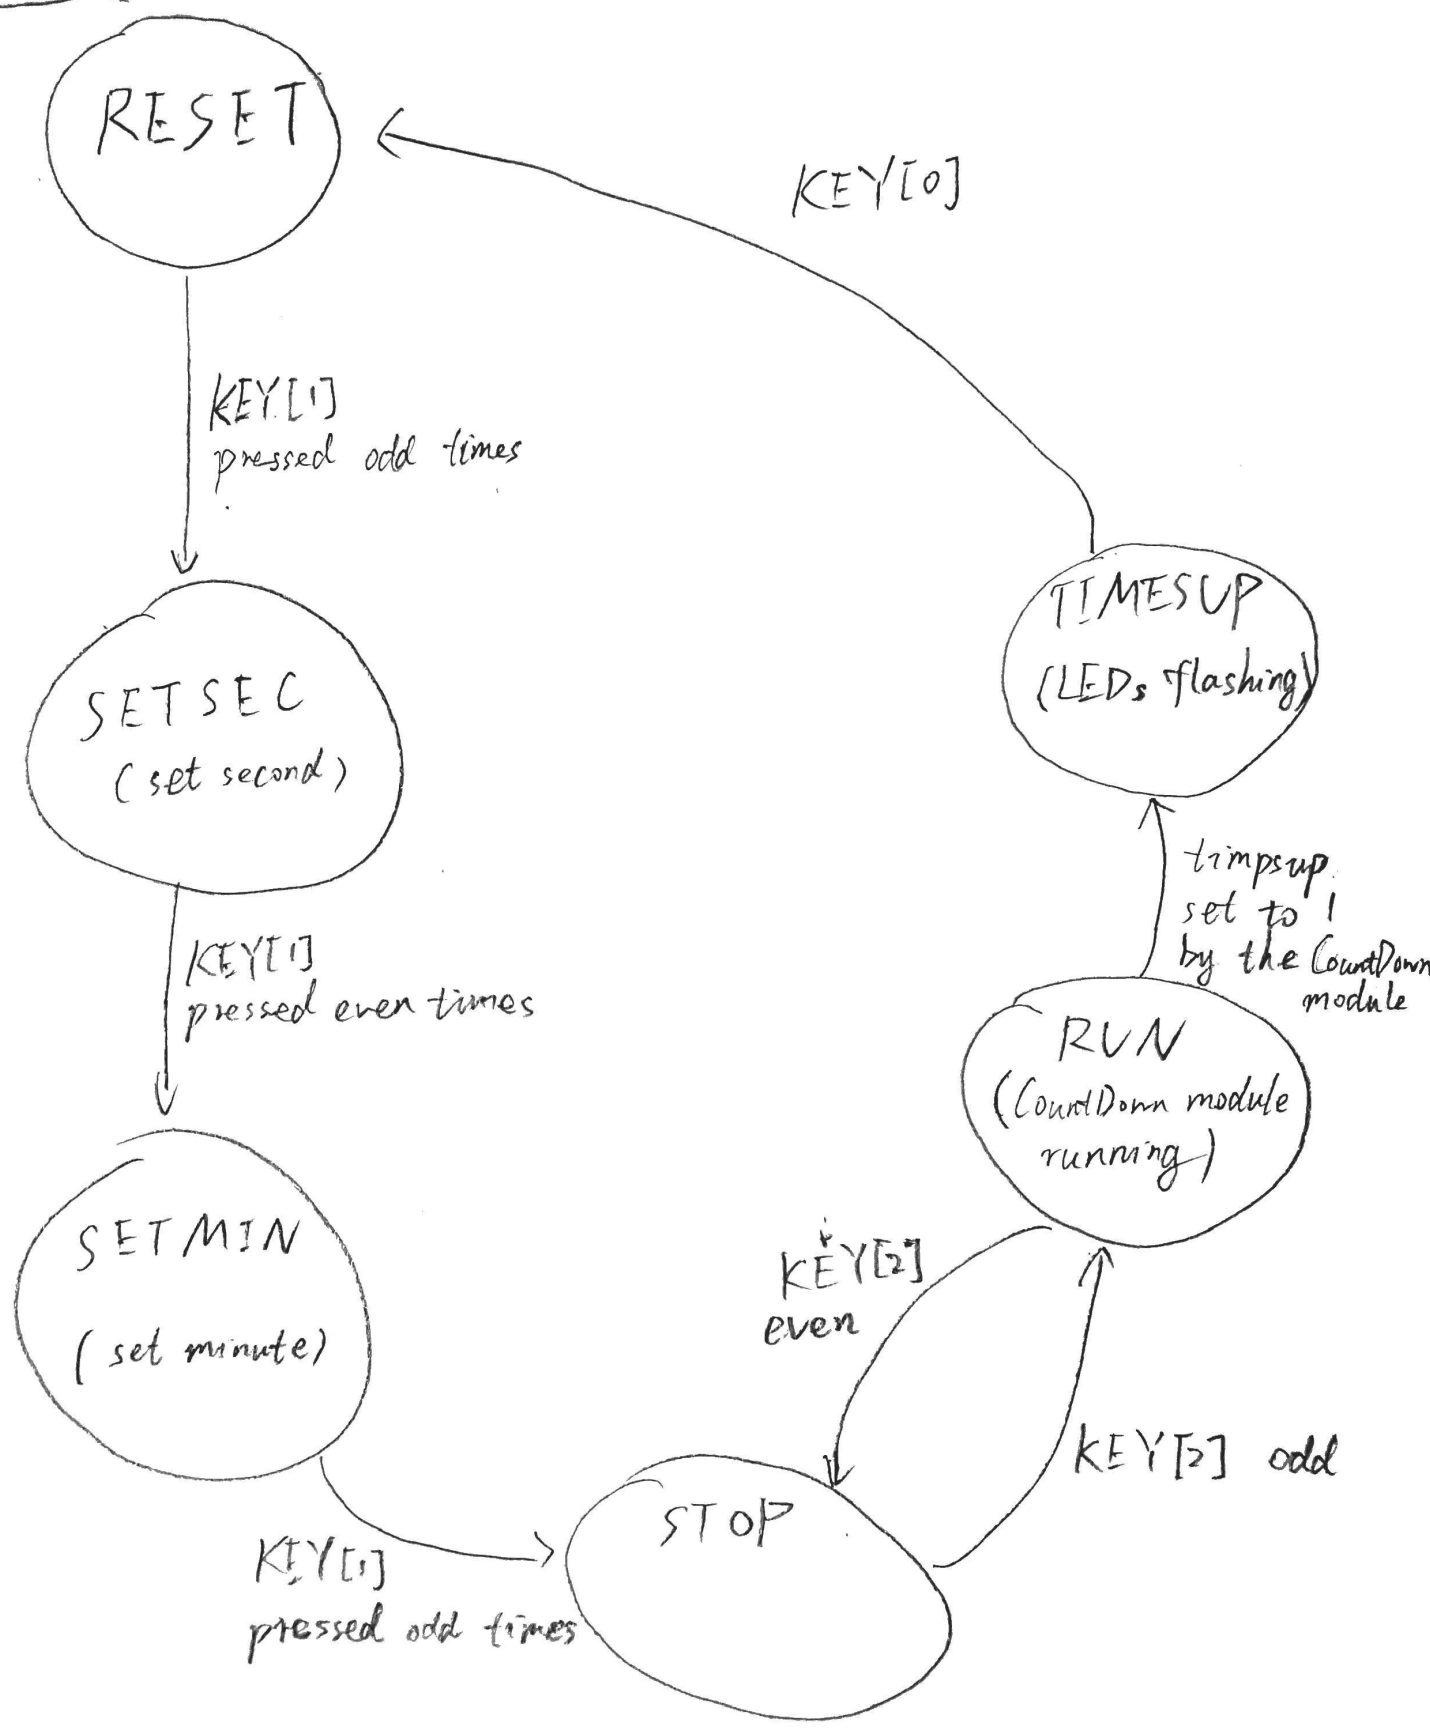 RESET
KEY[0]
KEY[1]
pressed odd times
TIMESUP
(LEDs flashing)
SETSEC
(set second)
timpsup
set to 1
by the CountDown
module
KEY[1]
pressed even times
RUN
(CountDown module
running)
SETMIN
(set minute)
KEY[2]
even
KEY[2] odd
STOP
KEY[1]
pressed odd times